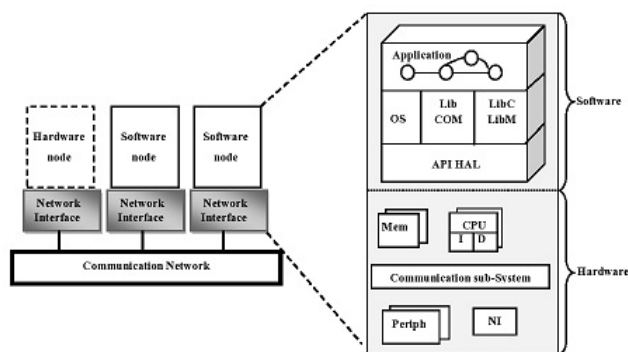 Hardware
node
Software
node
Software
node
Network
Interface
Network
Interface
Network
Interface
Communication Network
Application
OS
Lib
COM
LibC
LibM
API HAL
Software
Mem
CPU
I D
Communication sub-System
Periph
NI
Hardware